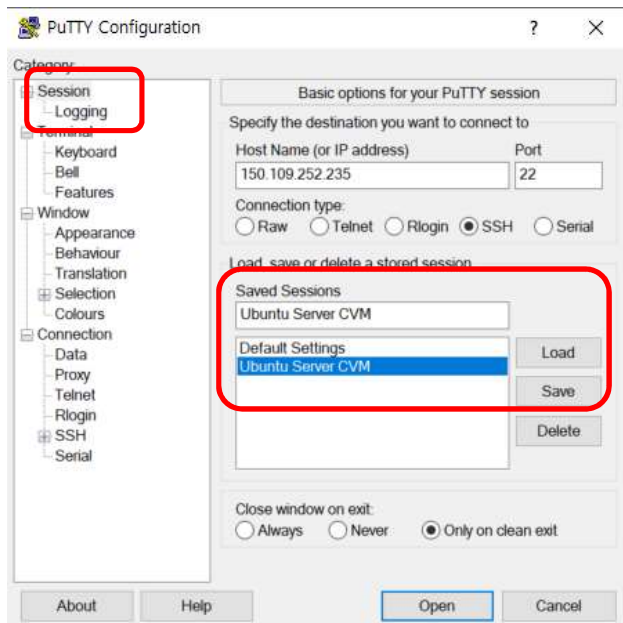 PuTTY Configuration ? ×
Category:
Session
Logging
Terminal
Keyboard
Bell
Features
Window
Appearance
Behaviour
Translation
Selection
Colours
Connection
Data
Proxy
Telnet
Rlogin
SSH
Serial
Basic options for your PuTTY session
Specify the destination you want to connect to
Host Name (or IP address) Port
150.109.252.235 22
Connection type:
Raw Telnet Rlogin SSH Serial
Load, save or delete a stored session
Saved Sessions
Ubuntu Server CVM
Default Settings
Ubuntu Server CVM
Load
Save
Delete
Close window on exit:
Always Never Only on clean exit
About Help Open Cancel